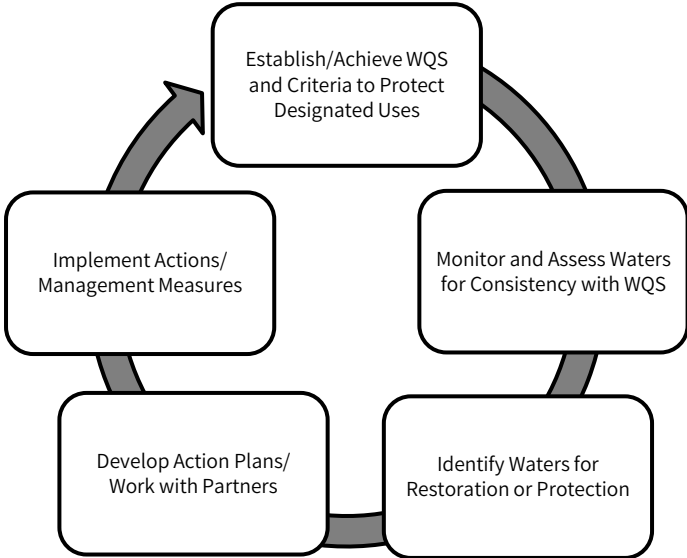 Establish/Achieve WQS
and Criteria to Protect
Designated Uses
Monitor and Assess Waters
for Consistency with WQS
Identify Waters for
Restoration or Protection
Develop Action Plans/
Work with Partners
Implement Actions/
Management Measures